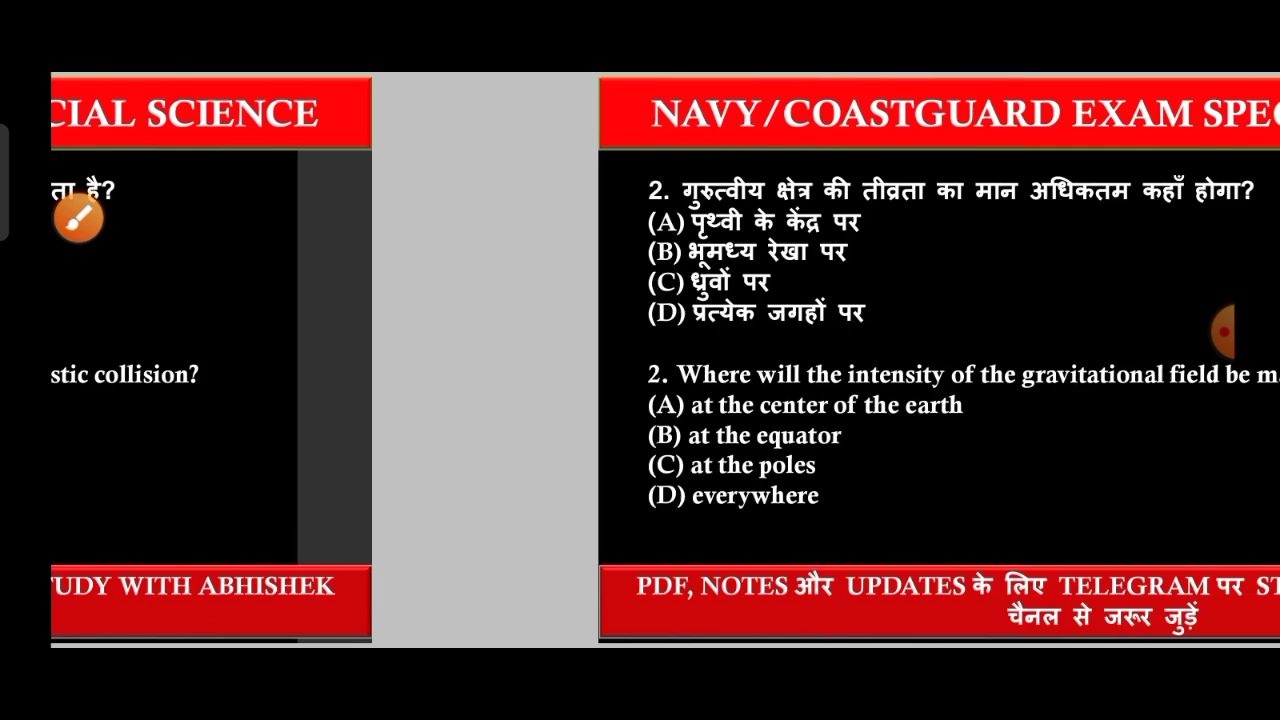 CIAL SCIENCE
ता है?
stic collision?
TUDY WITH ABHISHEK
NAVY/COASTGUARD EXAM SPEC
2. गुरुत्वीय क्षेत्र की तीव्रता का मान अधिकतम कहाँ होगा?
(A) पृथ्वी के केंद्र पर
(B) भूमध्य रेखा पर
(C) ध्रुवों पर
(D) प्रत्येक जगहों पर
2. Where will the intensity of the gravitational field be m
(A) at the center of the earth
(B) at the equator
(C) at the poles
(D) everywhere
PDF, NOTES और UPDATES के लिए TELEGRAM पर ST
चैनल से जरूर जुड़ें